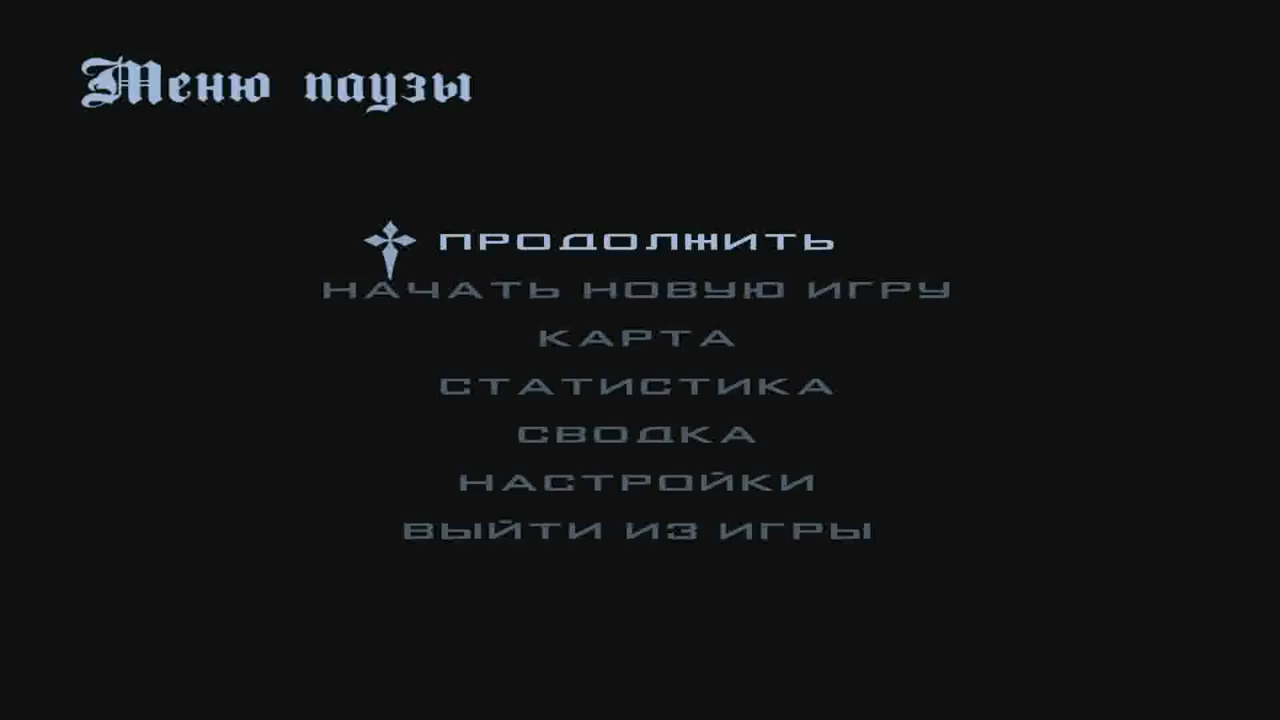 Меню паузы
ПРОДОЛЖИТЬ
НАЧАТЬ НОВУЮ ИГРУ
КАРТА
СТАТИСТИКА
СВОДКА
НАСТРОЙКИ
ВЫЙТИ ИЗ ИГРЫ